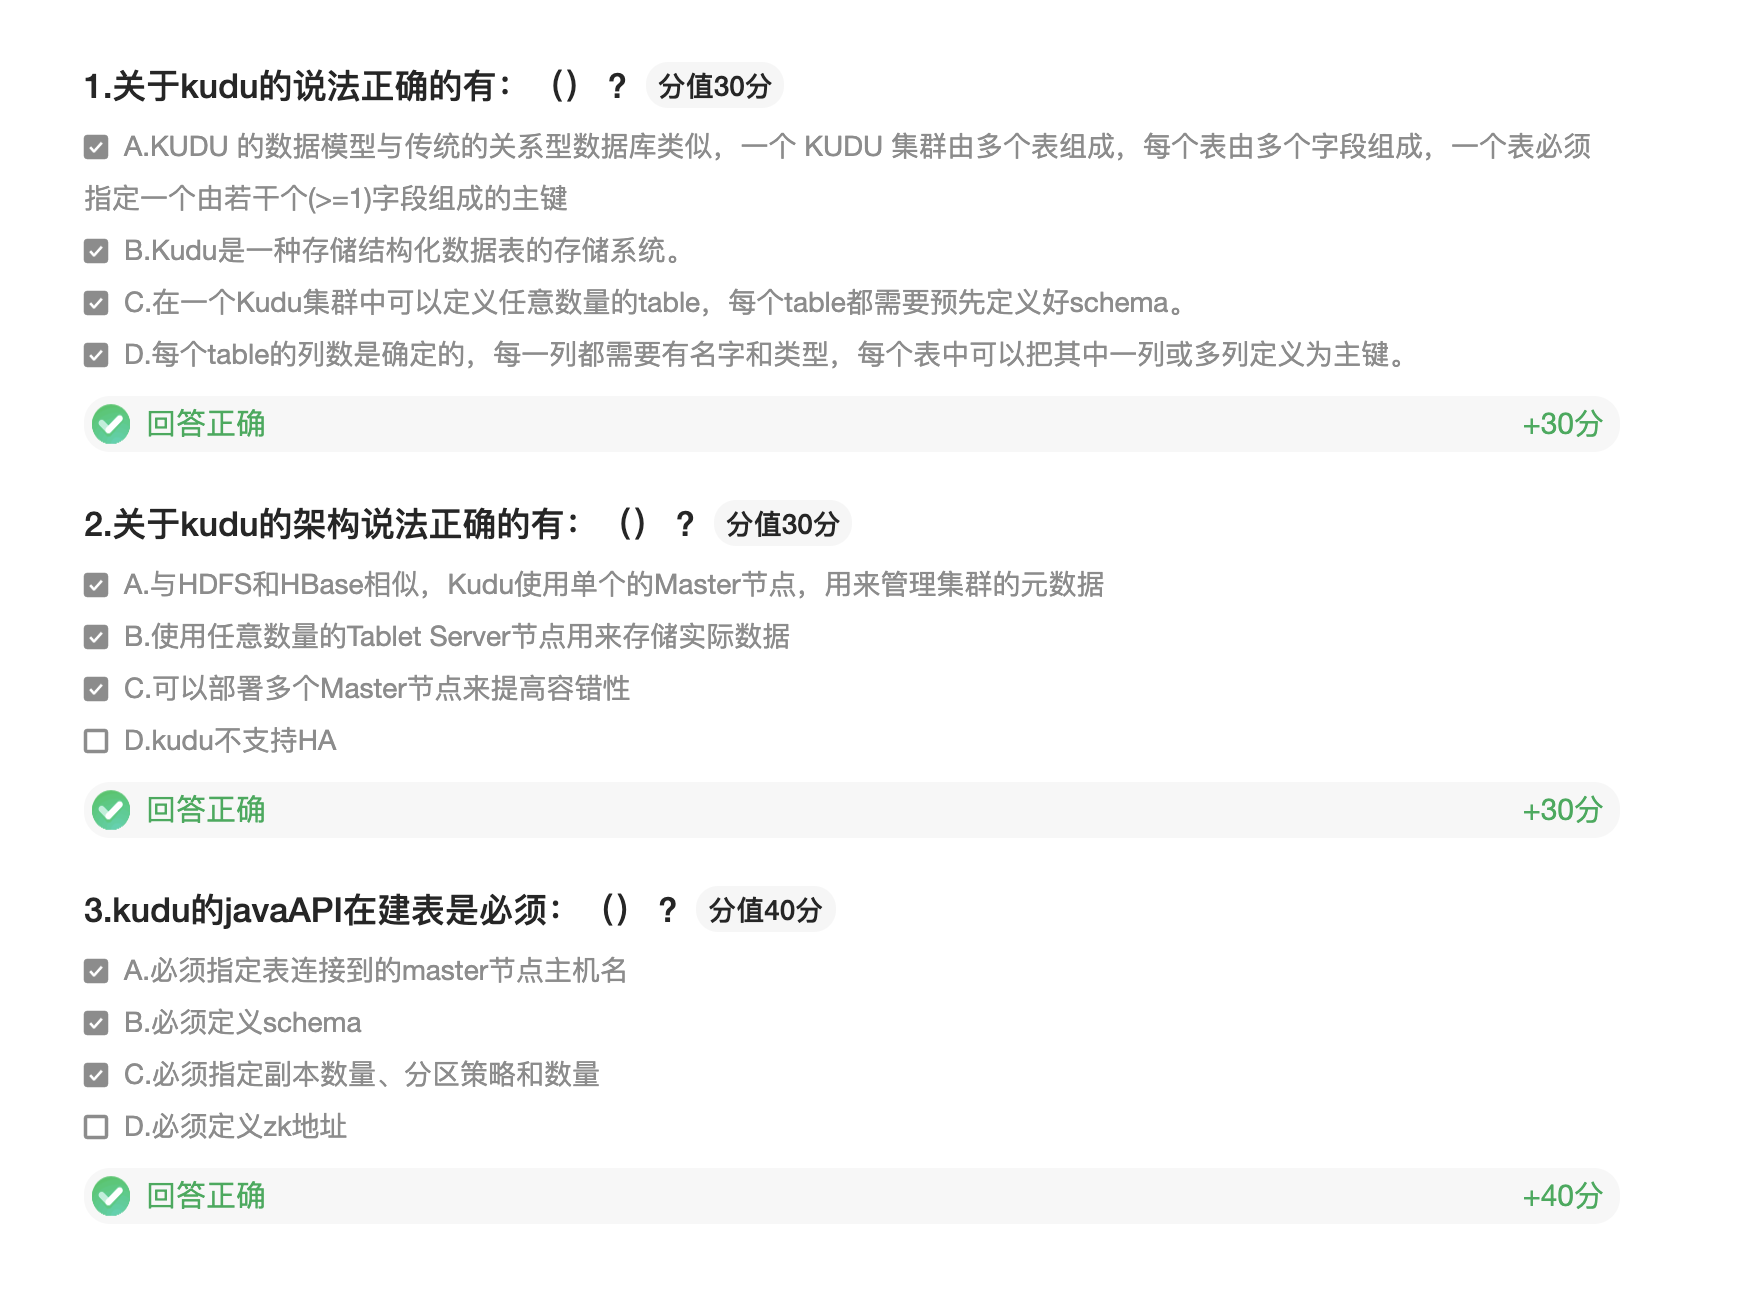 1.关于kudu的说法正确的有：（）？ 分值30分
A.KUDU 的数据模型与传统的关系型数据库类似，一个 KUDU 集群由多个表组成，每个表由多个字段组成，一个表必须
指定一个由若干个(>=1)字段组成的主键
B.Kudu是一种存储结构化数据表的存储系统。
C.在一个Kudu集群中可以定义任意数量的table，每个table都需要预先定义好schema。
D.每个table的列数是确定的，每一列都需要有名字和类型，每个表中可以把其中一列或多列定义为主键。
回答正确 +30分
2.关于kudu的架构说法正确的有：（）？ 分值30分
A.与HDFS和HBase相似，Kudu使用单个的Master节点，用来管理集群的元数据
B.使用任意数量的Tablet Server节点用来存储实际数据
C.可以部署多个Master节点来提高容错性
D.kudu不支持HA
回答正确 +30分
3.kudu的javaAPI在建表是必须：（）？ 分值40分
A.必须指定表连接到的master节点主机名
B.必须定义schema
C.必须指定副本数量、分区策略和数量
D.必须定义zk地址
回答正确 +40分